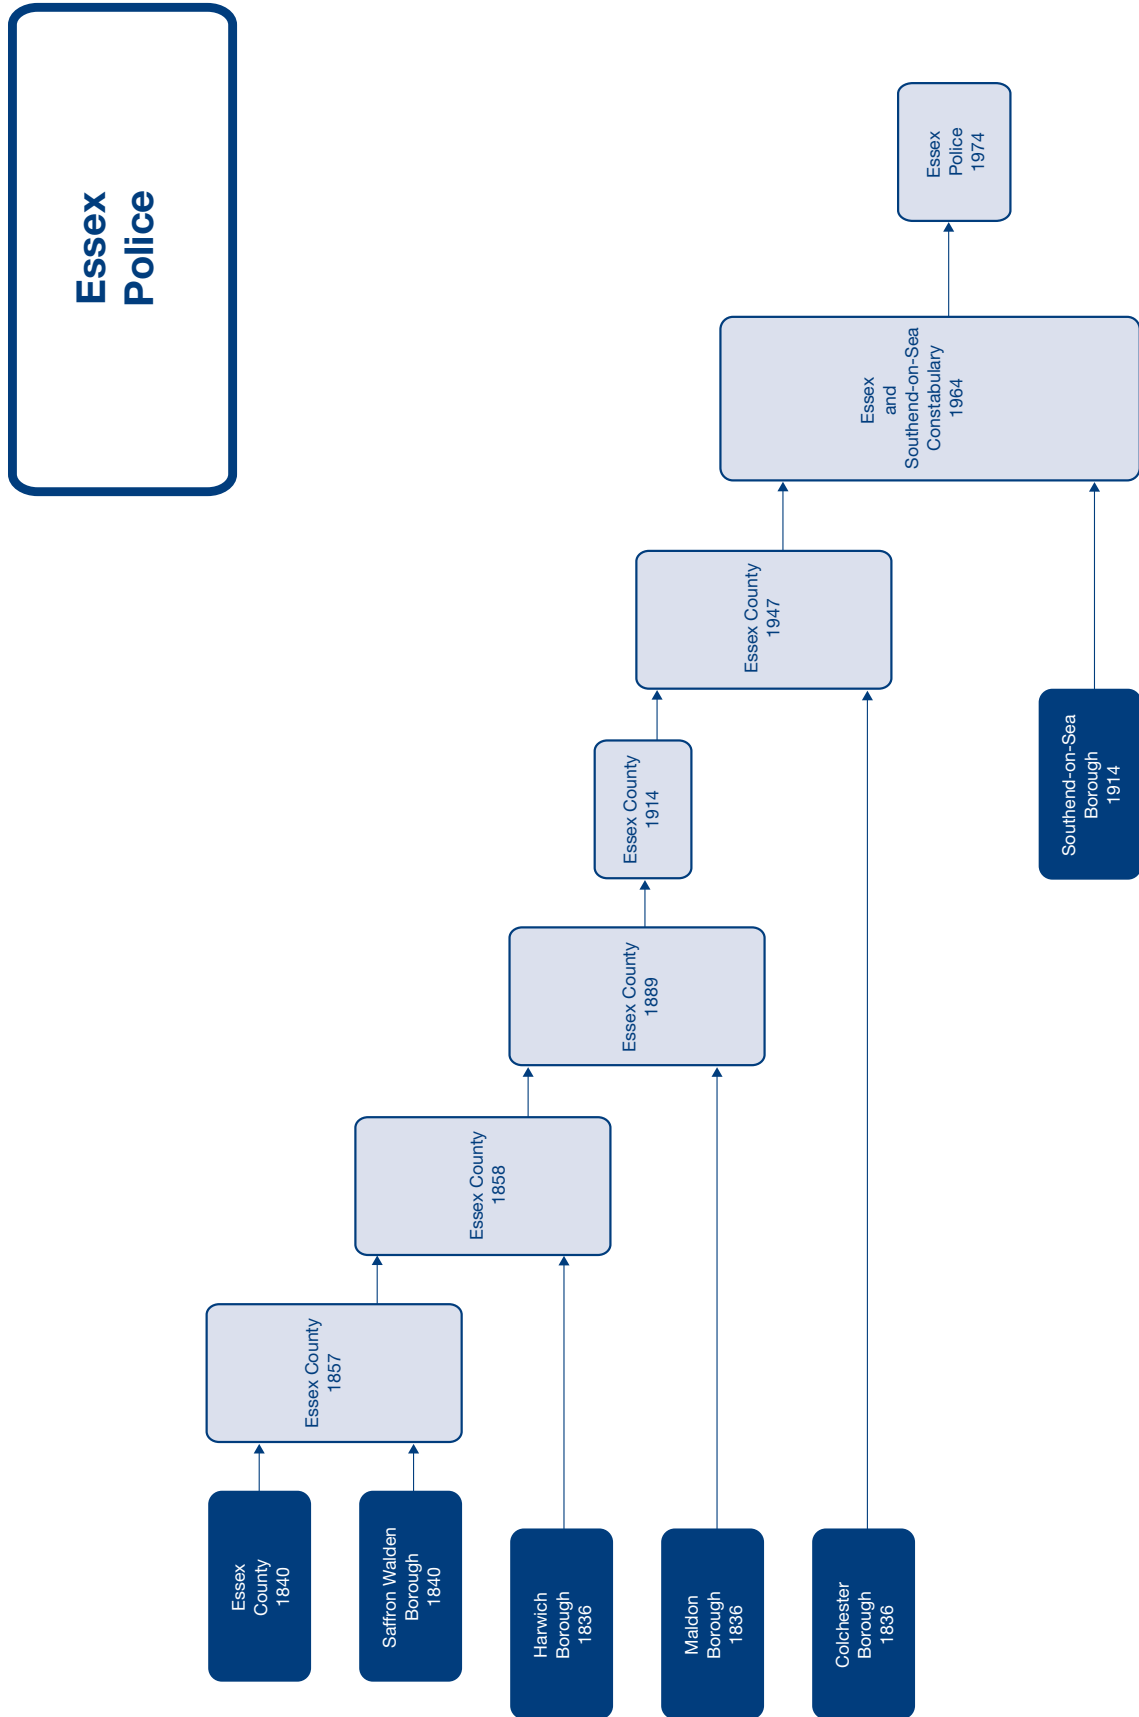 Essex
Police
Essex
County
1840
Saffron Walden
Borough
1840
Harwich
Borough
1836
Maldon
Borough
1836
Colchester
Borough
1836
Essex County
1857
Essex County
1858
Essex County
1889
Essex County
1914
Southend-on-Sea
Borough
1914
Essex County
1947
Essex
and
Southend-on-Sea
Constabulary
1964
Essex
Police
1974